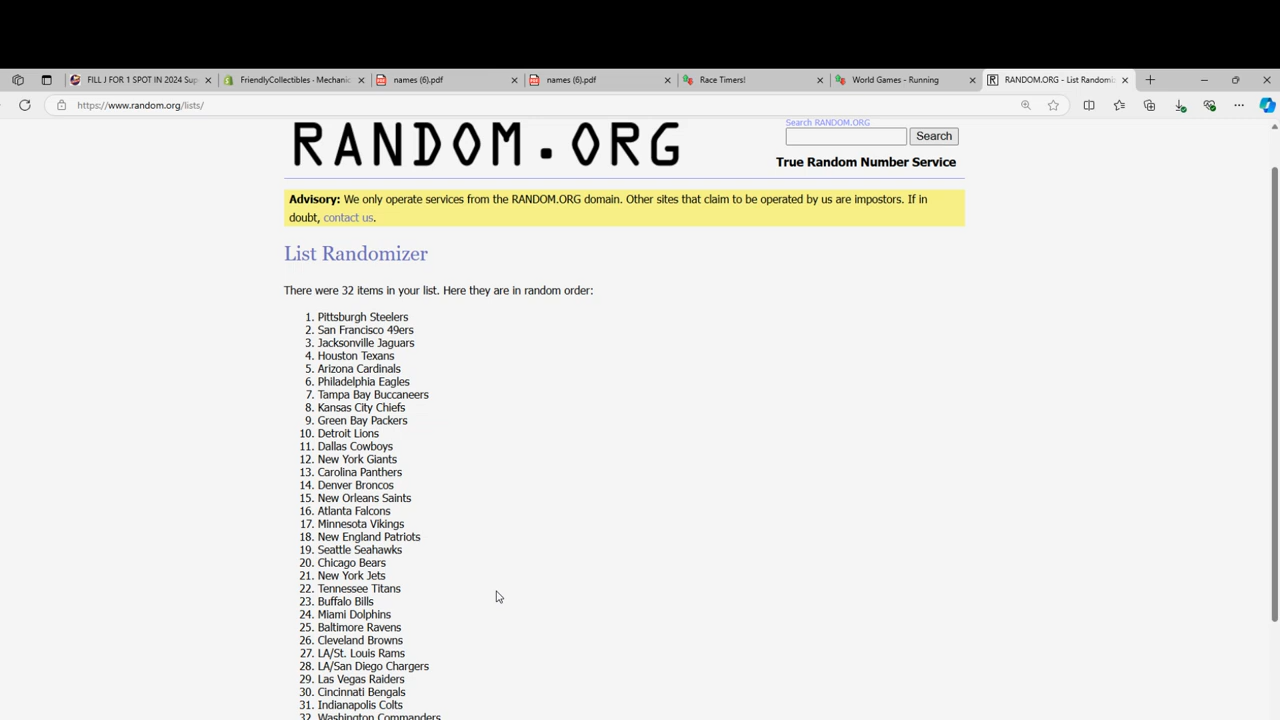 FILL J FOR 1 SPOT IN 2024 Sup
FriendlyCollectibles - Mechanic
names (6).pdf
names (6).pdf
Race Timers!
World Games - Running
RANDOM.ORG - List Randomiz
https://www.random.org/lists/
RANDOM.ORG
Search RANDOM.ORG
Search
True Random Number Service
Advisory: We only operate services from the RANDOM.ORG domain. Other sites that claim to be operated by us are impostors. If in
doubt, contact us.
List Randomizer
There were 32 items in your list. Here they are in random order:
1. Pittsburgh Steelers
2. San Francisco 49ers
3. Jacksonville Jaguars
4. Houston Texans
5. Arizona Cardinals
6. Philadelphia Eagles
7. Tampa Bay Buccaneers
8. Kansas City Chiefs
9. Green Bay Packers
10. Detroit Lions
11. Dallas Cowboys
12. New York Giants
13. Carolina Panthers
14. Denver Broncos
15. New Orleans Saints
16. Atlanta Falcons
17. Minnesota Vikings
18. New England Patriots
19. Seattle Seahawks
20. Chicago Bears
21. New York Jets
22. Tennessee Titans
23. Buffalo Bills
24. Miami Dolphins
25. Baltimore Ravens
26. Cleveland Browns
27. LA/St. Louis Rams
28. LA/San Diego Chargers
29. Las Vegas Raiders
30. Cincinnati Bengals
31. Indianapolis Colts
32. Washington Commanders